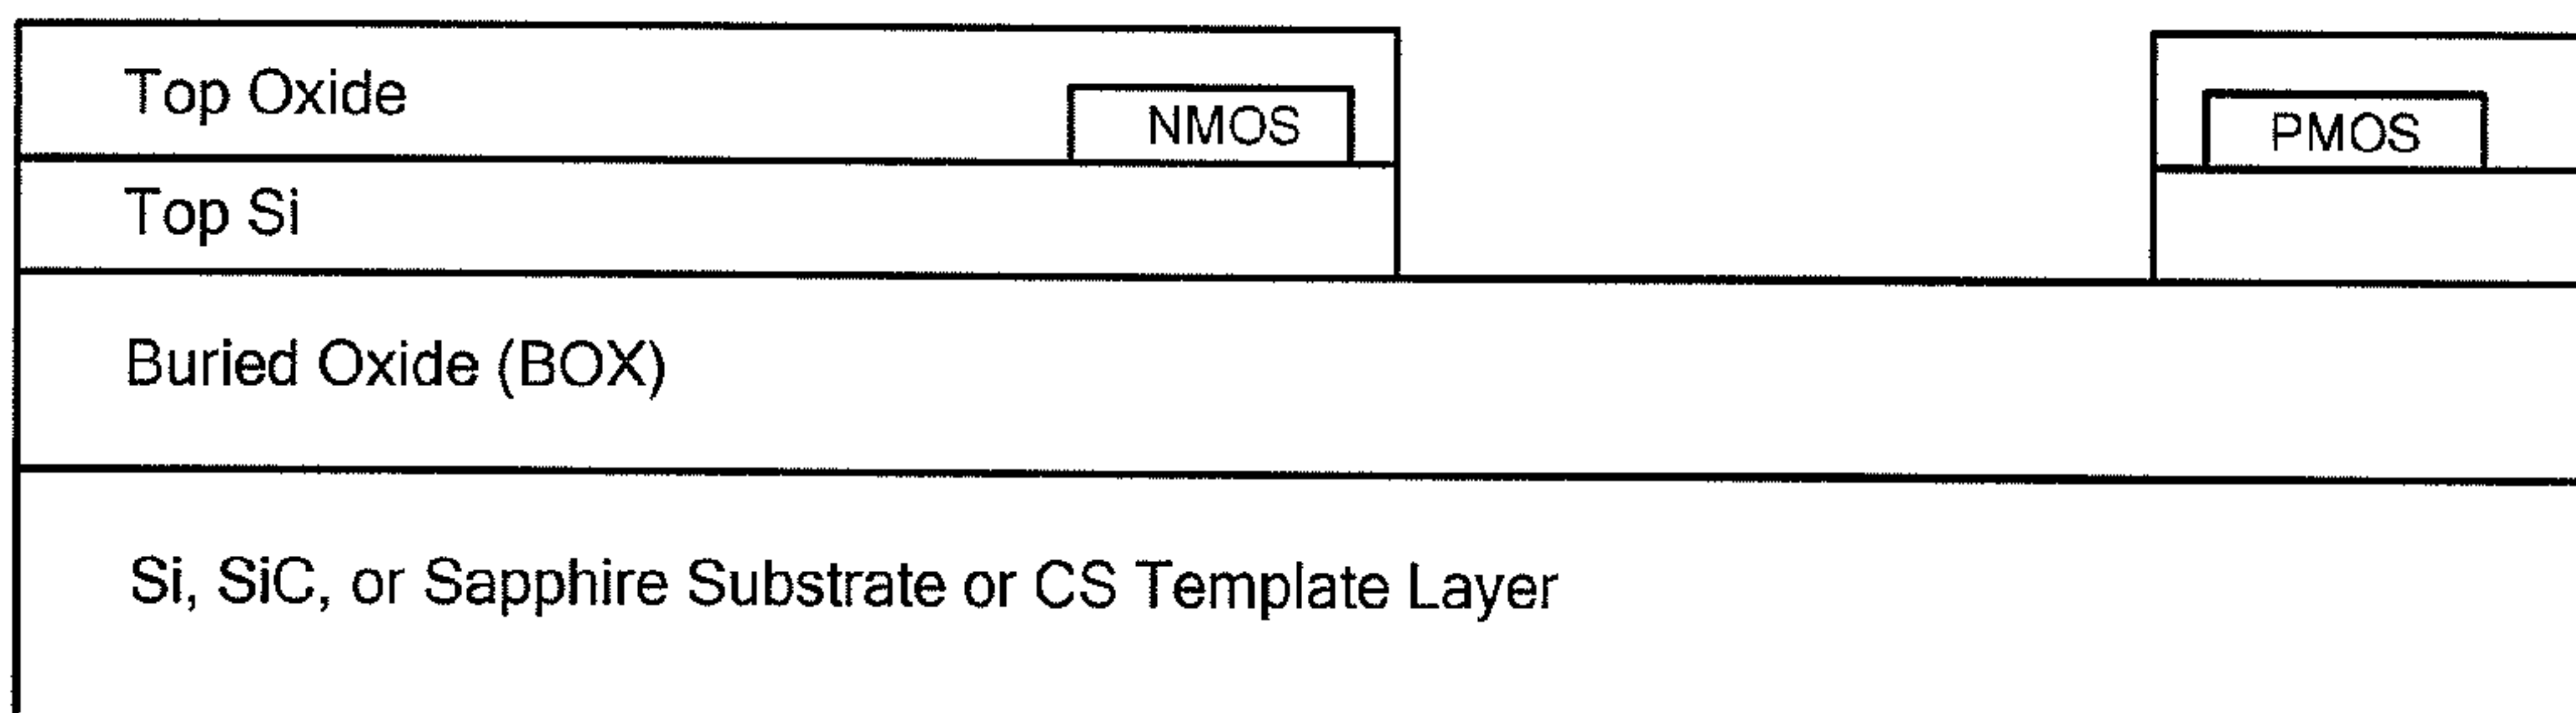 Top Oxide
NMOS
PMOS
Top Si
Buried Oxide (BOX)
Si, SiC, or Sapphire Substrate or CS Template Layer